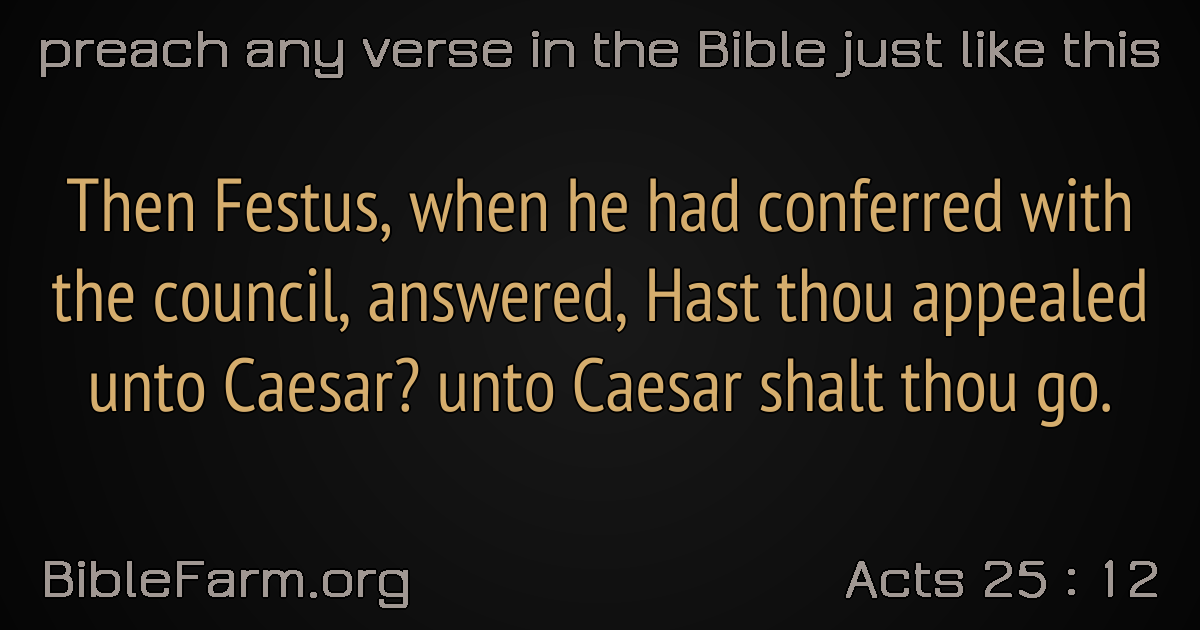 preach any verse in the Bible just like this
Then Festus, when he had conferred with
the council, answered, Hast thou appealed
unto Caesar? unto Caesar shalt thou go.
BibleFarm.org
Acts 25 : 12